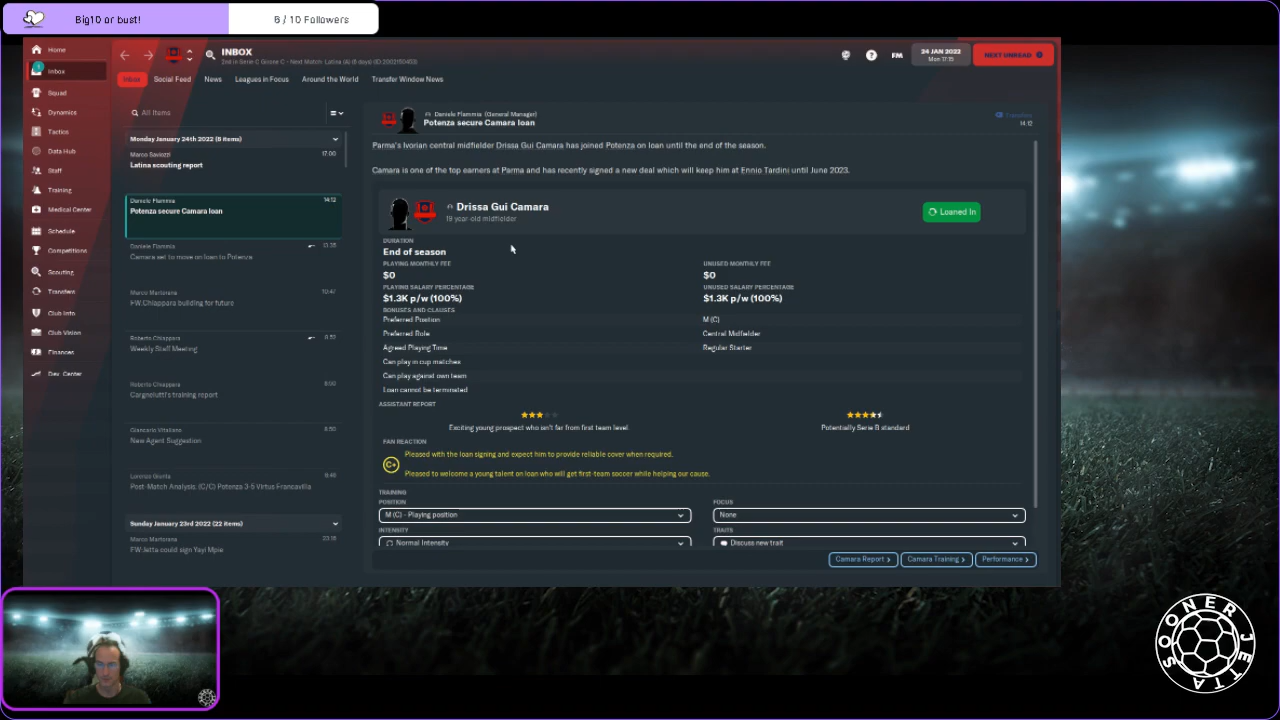 Big10 or bust!
6 / 10 Followers
Home
Inbox
Squad
Dynamics
Tactics
Data Hub
Staff
Training
Medical Center
Schedule
Competitions
Scouting
Transfers
Club Info
Club Vision
Finances
Dev. Center
INBOX
24 JAN 2022
Mon 17:15
FM
NEXT UNREAD
Inbox
Social Feed
News
Leagues in Focus
Around the World
Transfer Window News
All Items
Monday January 24th 2022 (8 items)
Marco Saviozzi
17:00
Latina scouting report
Daniele Flammia
14:12
Potenza secure Camara loan
Daniele Flammia
Camara set to move on loan to Potenza
Marco Martorana
10:47
FW:Chiappara building for future
Roberto Chiappara
Weekly Staff Meeting
Roberto Chiappara
Cargnelutti's training report
Giancarlo Vitaliano
New Agent Suggestion
Lorenzo Giunta
Post-Match Analysis: (C/C) Potenza 3-5 Virtus Francavilla
Sunday January 23rd 2022 (22 items)
Marco Martorana
FW:Jetta could sign Yayi Mpie
Daniele Flammia (General Manager)
Potenza secure Camara loan
Transfers
14:12
Parma's Ivorian central midfielder Drissa Gui Camara has joined Potenza on loan until the end of the season.
Camara is one of the top earners at Parma and has recently signed a new deal which will keep him at Ennio Tardini until June 2023.
Drissa Gui Camara
19 year old midfielder
Loaned In
DURATION
End of season
PLAYING MONTHLY FEE
UNUSED MONTHLY FEE
$0
$0
PLAYING SALARY PERCENTAGE
UNUSED SALARY PERCENTAGE
$1.3K p/w (100%)
$1.3K p/w (100%)
BONUSES AND CLAUSES
Preferred Position
M (C)
Preferred Role
Central Midfielder
Agreed Playing Time
Regular Starter
Can play in cup matches
Can play against own team
Loan cannot be terminated
ASSISTANT REPORT
Exciting young prospect who isn't far from first team level.
Potentially Serie B standard
FAN REACTION
C+
Pleased with the loan signing and expect him to provide reliable cover when required.
Pleased to welcome a young talent on loan who will get first-team soccer while helping our cause.
TRAINING
POSITION
FOCUS
M (C) - Playing position
None
INTENSITY
TRAITS
Normal Intensity
Discuss new trait
Camara Report
Camara Training
Performance
SOONER JETTA